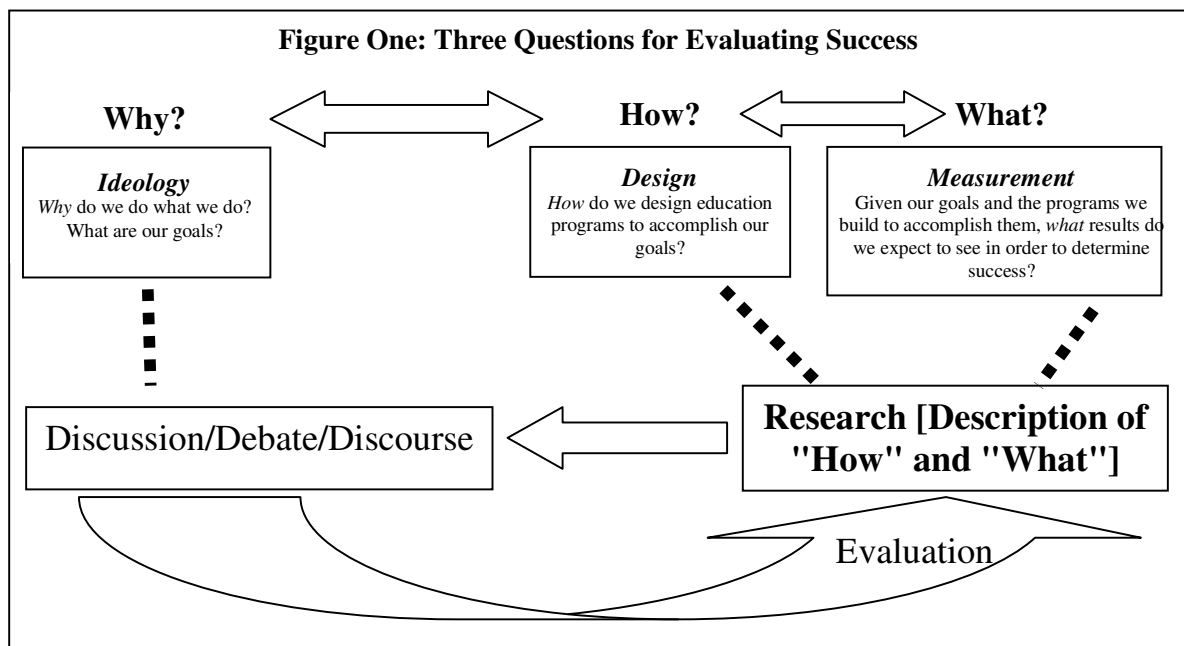 Figure One: Three Questions for Evaluating Success
Why?
How?
What?
Ideology
Why do we do what we do?
What are our goals?
Design
How do we design education
programs to accomplish our
goals?
Measurement
Given our goals and the programs we
build to accomplish them, what results do
we expect to see in order to determine
success?
Discussion/Debate/Discourse
Research [Description of
"How" and "What"]
Evaluation